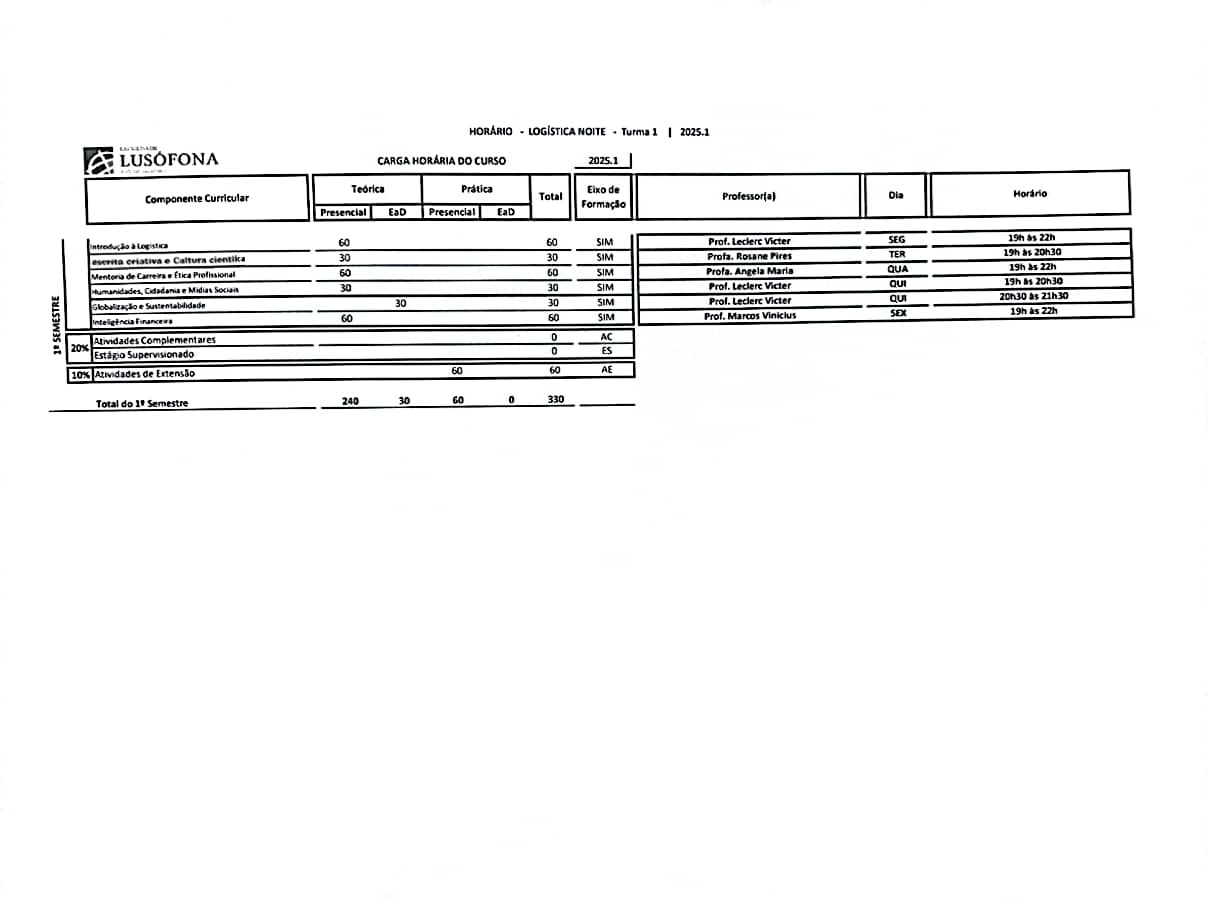 HORÁRIO - LOGÍSTICA NOITE - Turma 1 | 2025.1
LUSÓFONA
CARGA HORÁRIA DO CURSO 2025.1
Componente Curricular Teórica Prática Total Eixo de Formação Professor(a) Dia Horário
Presencial EaD Presencial EaD
1º SEMESTRE
Introdução à Logística 60 60 SIM Prof. Leclerc Victer SEG 19h às 22h
escrita criativa e Cultura cientifka 30 30 SIM Profa. Rosane Pires TER 19h às 20h30
Mentoria de Carreira e Ética Profissional 60 60 SIM Profa. Angela Maria QUA 19h às 22h
Humanidades, Cidadania e Mídias Sociais 30 30 SIM Prof. Leclerc Victer QUI 19h às 20h30
Globalização e Sustentabilidade 30 30 SIM Prof. Leclerc Victer QUI 20h30 às 21h30
Inteligência Financeira 60 60 SIM Prof. Marcos Vinicius SEX 19h às 22h
20% Atividades Complementares 0 AC
Estágio Supervisionado 0 ES
10% Atividades de Extensão 60 60 AE
Total do 1º Semestre 240 30 60 0 330